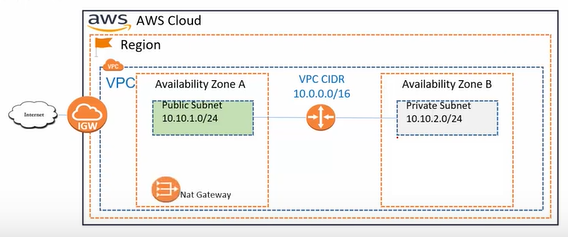 aws AWS Cloud
Region
VPC
VPC
Availability Zone A
Public Subnet
10.10.1.0/24
VPC CIDR
10.0.0.0/16
Availability Zone B
Private Subnet
10.10.2.0/24
Internet
IGW
Nat Gateway